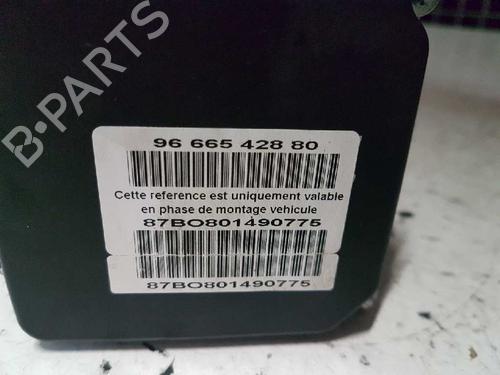 B-PARTS
96 665 428 80
Cette reference est uniquement valable
en phase de montage vehicule
87BO801490775
87BO801490775